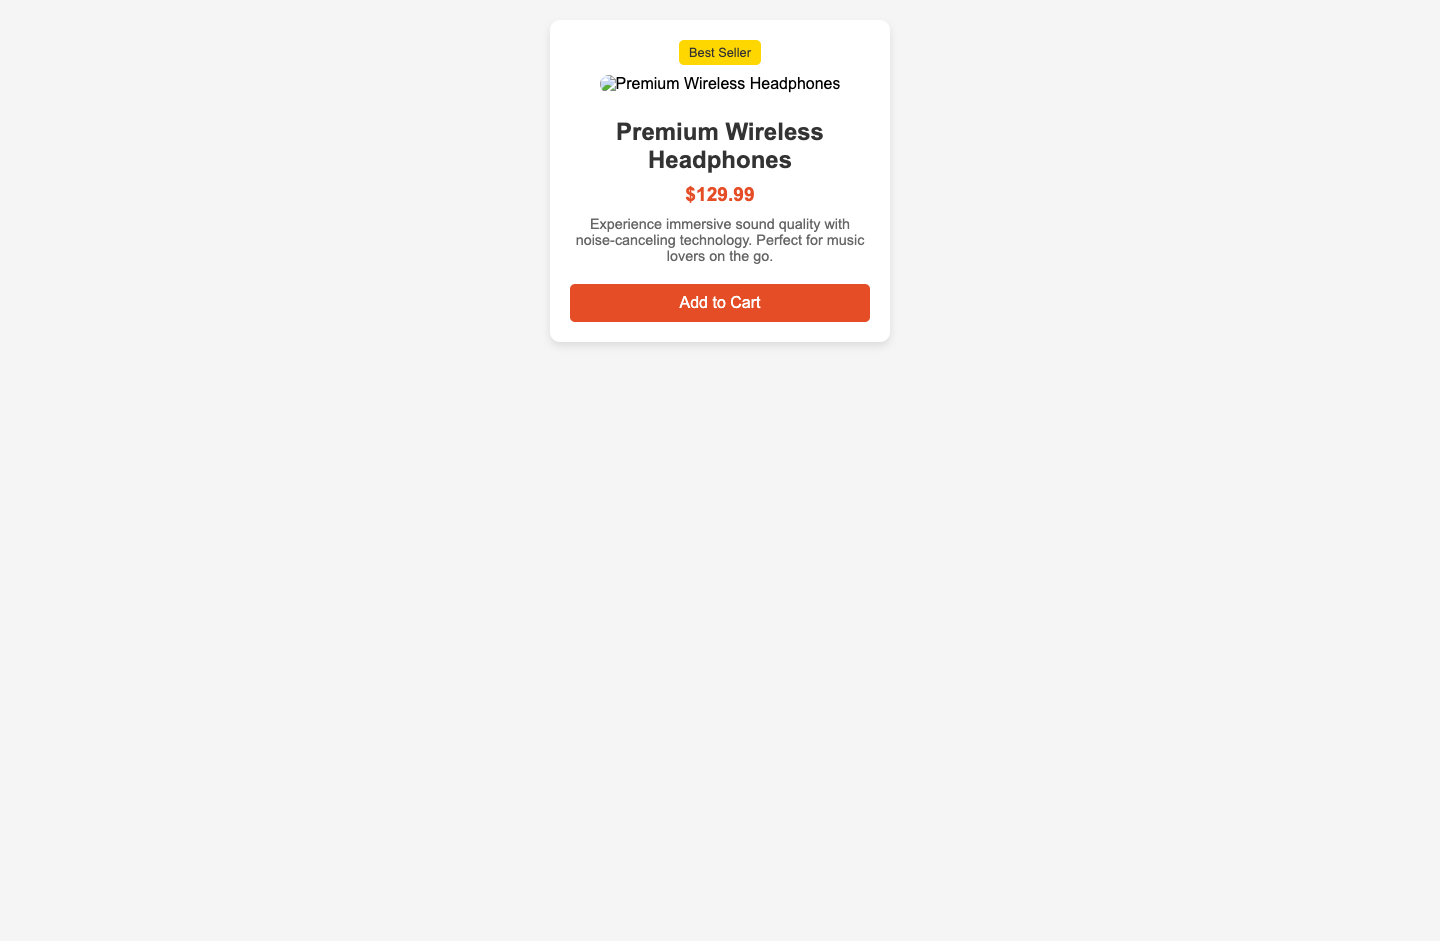 Best Seller
Premium Wireless Headphones
Premium Wireless
Headphones
$129.99
Experience immersive sound quality with
noise-canceling technology. Perfect for music
lovers on the go.
Add to Cart